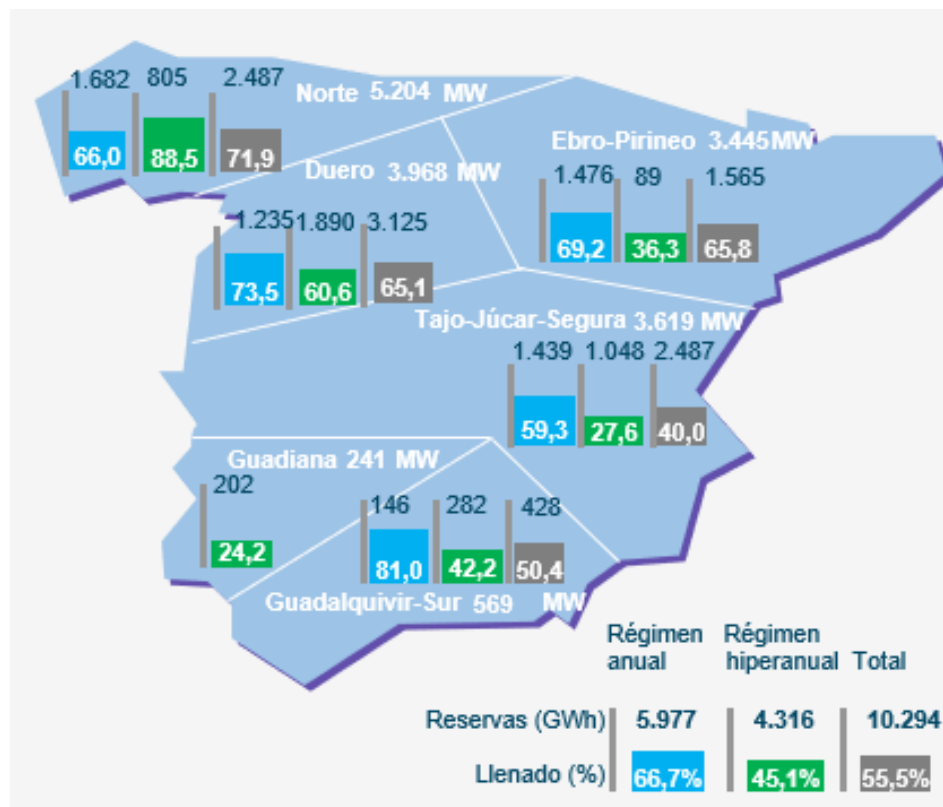 1.682 805 2.487
Norte 5.204 MW
66,0 88,5 71,9
Ebro-Pirineo 3.445 MW
Duero 3.968 MW
1.476 89 1.565
69,2 36,3 65,8
1.235 1.890 3.125
73,5 60,6 65,1
Tajo-Júcar-Segura 3.619 MW
1.439 1.048 2.487
59,3 27,6 40,0
Guadiana 241 MW
202
24,2
146 282 428
81,0 42,2 50,4
Guadalquivir-Sur 569 MW
Régimen anual Régimen hiperanual Total
Reservas (GWh) 5.977 4.316 10.294
Llenado (%) 66,7% 45,1% 55,5%